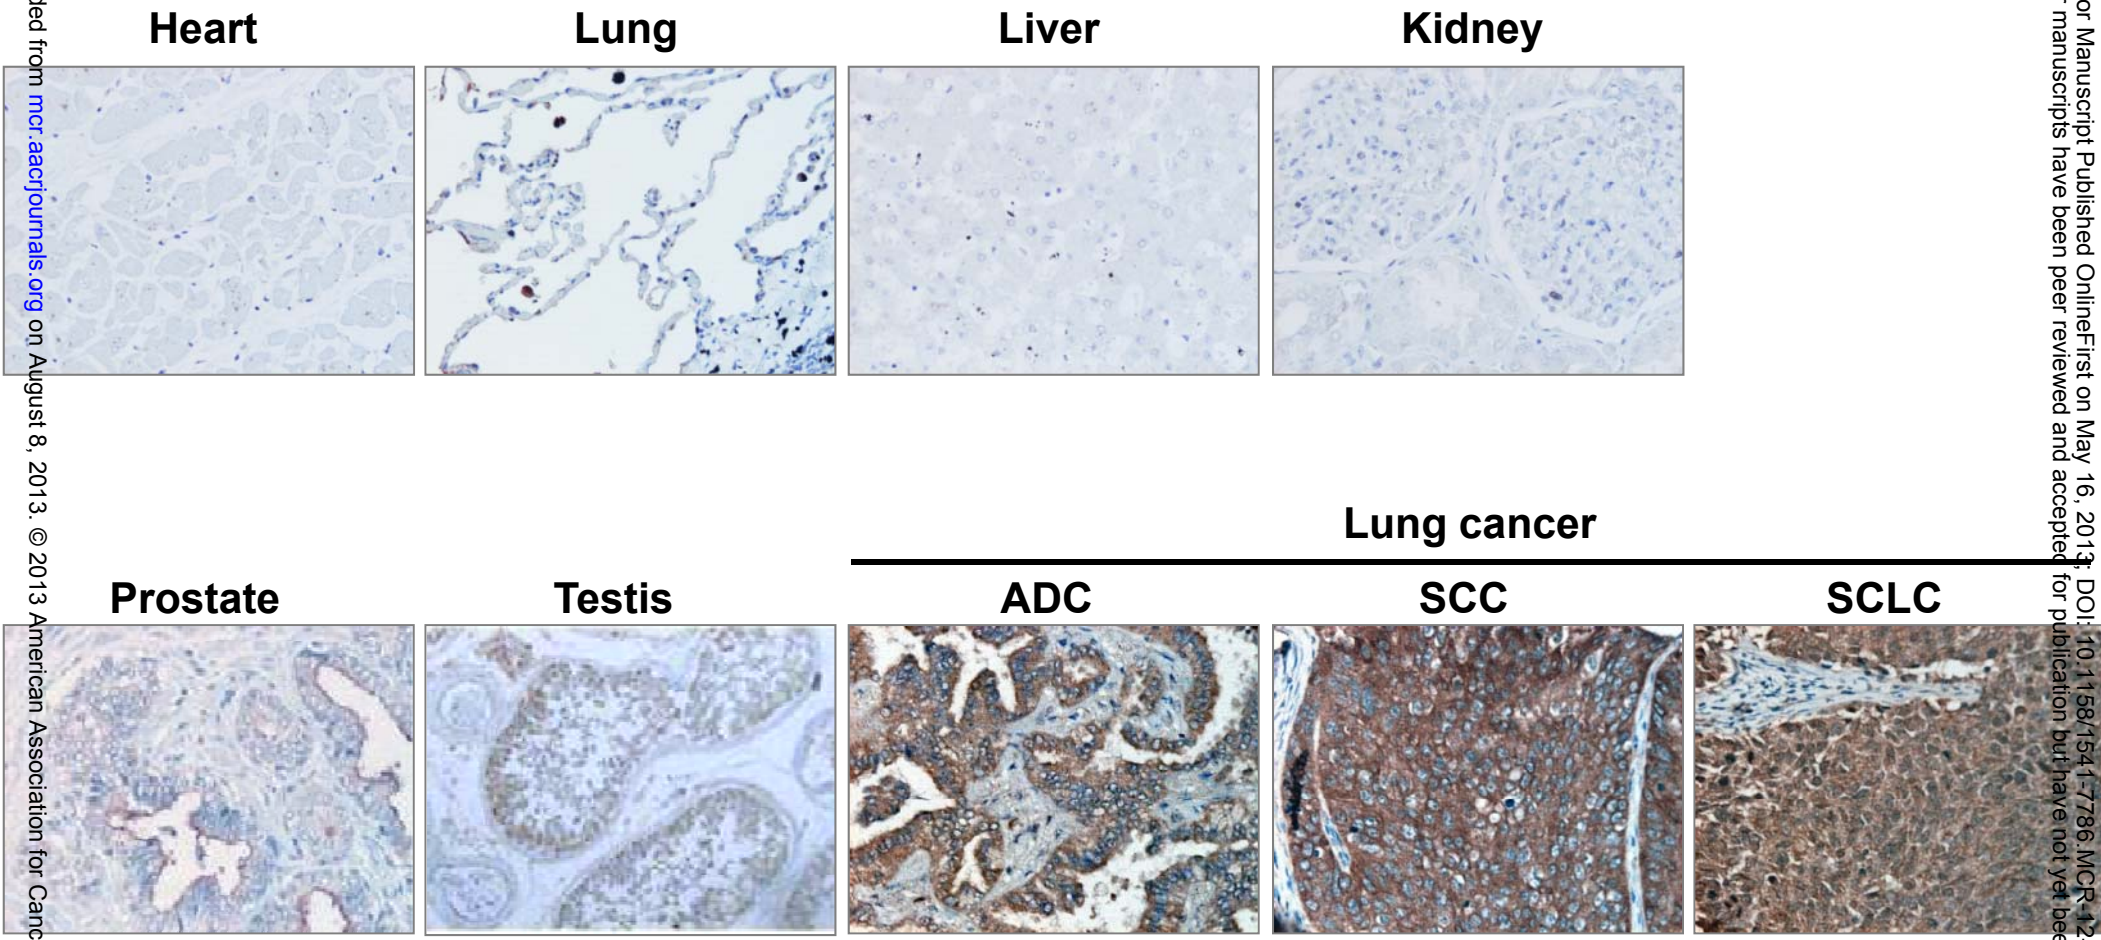 Heart Lung Liver Kidney
Lung cancer
Prostate Testis ADC SCC SCLC
from mcr.aacrjournals.org on August 8, 2013. © 2013 American Association for
Manuscript Published OnlineFirst on May 16, 2013; DOI: 10.1158/1541-7786.MCR-12-
manuscripts have been peer reviewed and accepted for publication but have not yet